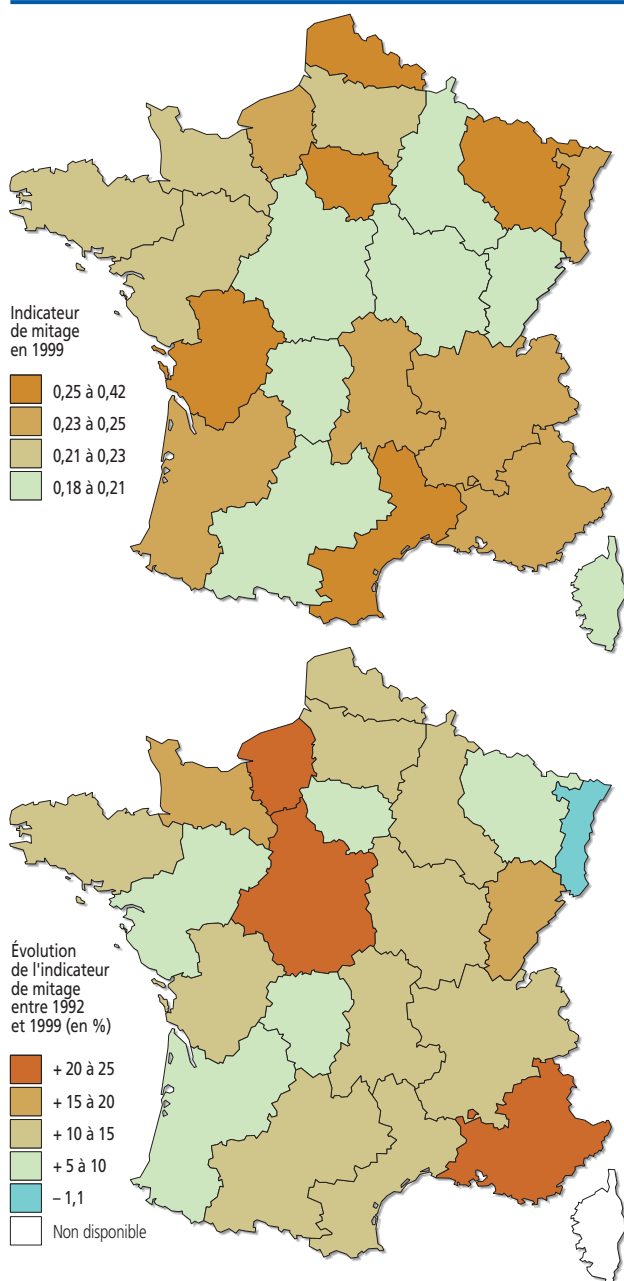 Indicateur
de mitage
en 1999
0,25 à 0,42
0,23 à 0,25
0,21 à 0,23
0,18 à 0,21
Évolution
de l'indicateur
de mitage
entre 1992
et 1999 (en %)
+ 20 à 25
+ 15 à 20
+ 10 à 15
+ 5 à 10
– 1,1
Non disponible